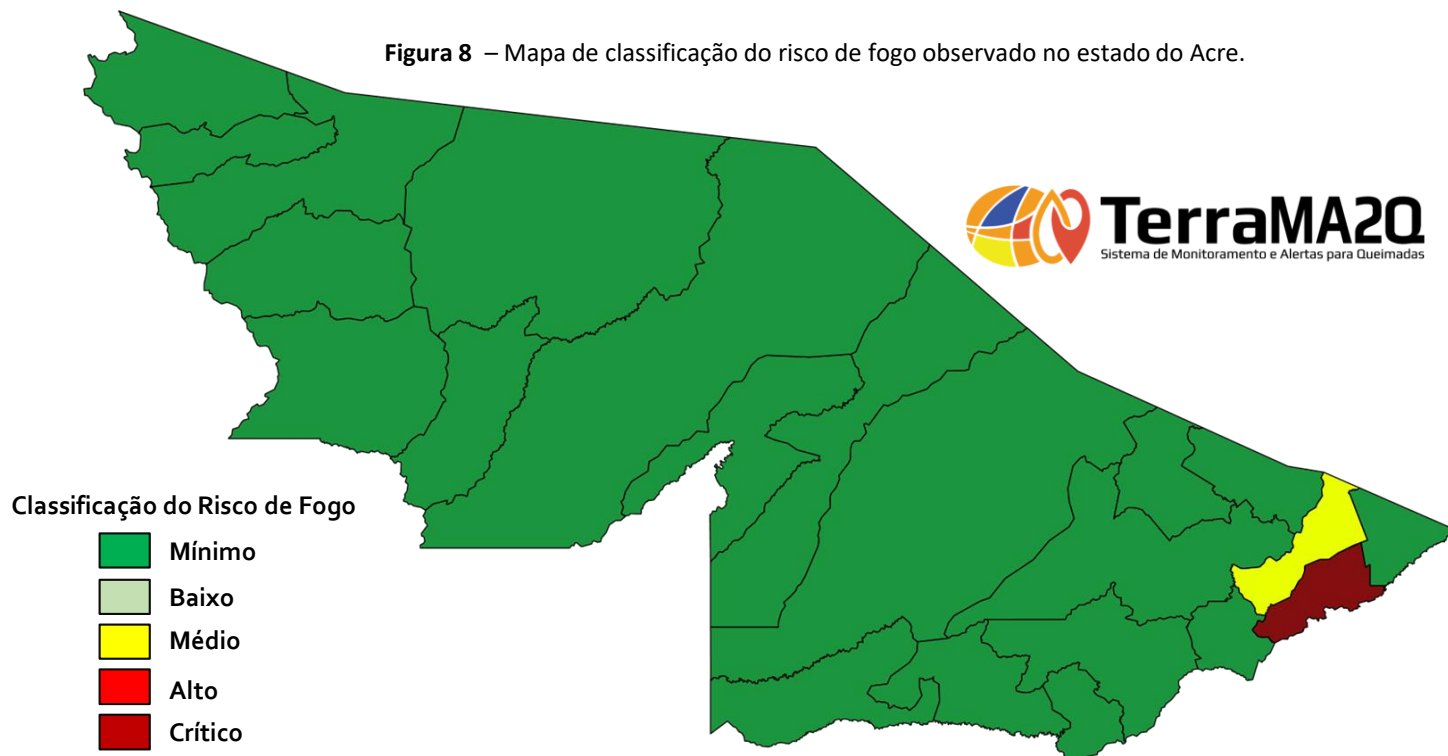 Figura 8 – Mapa de classificação do risco de fogo observado no estado do Acre.
TerraMA2Q
Sistema de Monitoramento e Alertas para Queimadas
Classificação do Risco de Fogo
Mínimo
Baixo
Médio
Alto
Crítico